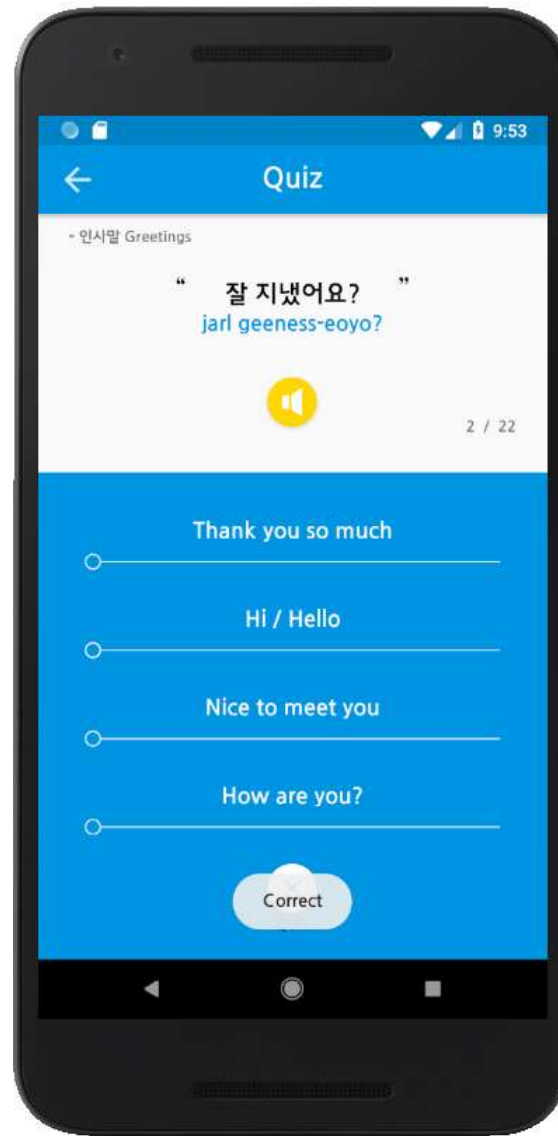 9:53
Quiz
- 인사말 Greetings
“ 잘 지냈어요? ”
jarl geeness-eoyo?
2 / 22
Thank you so much
Hi / Hello
Nice to meet you
How are you?
Correct